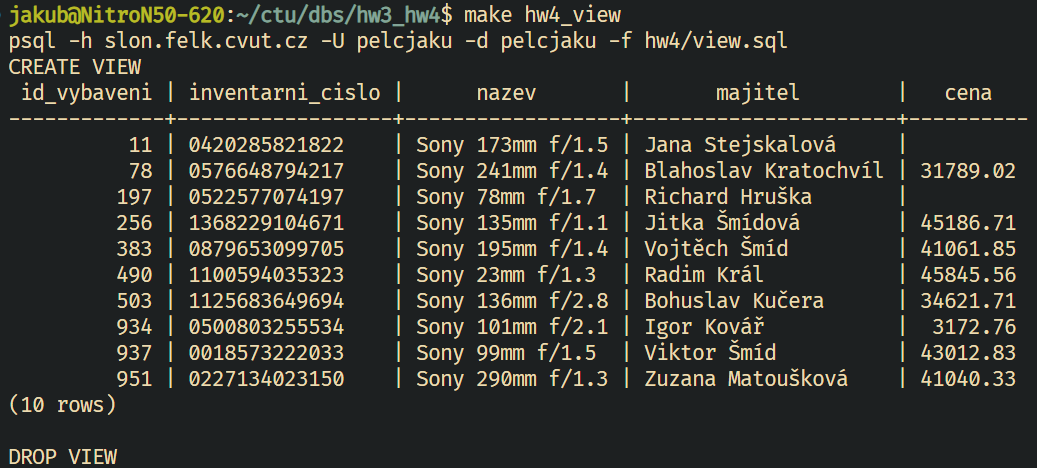 jakub@NitroN50-620:~/ctu/dbs/hw3_hw4$ make hw4_view
psql -h slon.felk.cvut.cz -U pelcjaku -d pelcjaku -f hw4/view.sql
CREATE VIEW
 id_vybaveni | inventarni_cislo |      nazev       |      majitel        |   cena
-------------+------------------+------------------+---------------------+----------
          11 | 0420285821822    | Sony 173mm f/1.5 | Jana Stejskalová    |
          78 | 0576648794217    | Sony 241mm f/1.4 | Blahoslav Kratochvíl | 31789.02
         197 | 0522577074197    | Sony 78mm f/1.7  | Richard Hruška      |
         256 | 1368229104671    | Sony 135mm f/1.1 | Jitka Šmídová       | 45186.71
         383 | 0879653099705    | Sony 195mm f/1.4 | Vojtěch Šmíd        | 41061.85
         490 | 1100594035323    | Sony 23mm f/1.3  | Radim Král          | 45845.56
         503 | 1125683649694    | Sony 136mm f/2.8 | Bohuslav Kučera     | 34621.71
         934 | 0500803255534    | Sony 101mm f/2.1 | Igor Kovář          |  3172.76
         937 | 0018573222033    | Sony 99mm f/1.5  | Viktor Šmíd         | 43012.83
         951 | 0227134023150    | Sony 290mm f/1.3 | Zuzana Matoušková   | 41040.33
(10 rows)

DROP VIEW